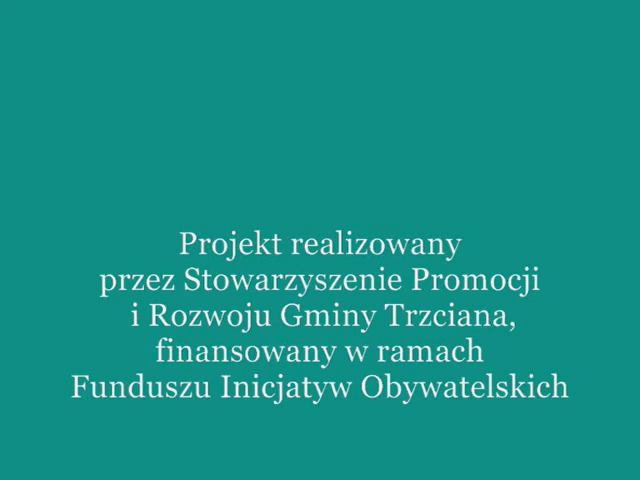 Projekt realizowany
przez Stowarzyszenie Promocji
i Rozwoju Gminy Trzciana,
finansowany w ramach
Funduszu Inicjatyw Obywatelskich